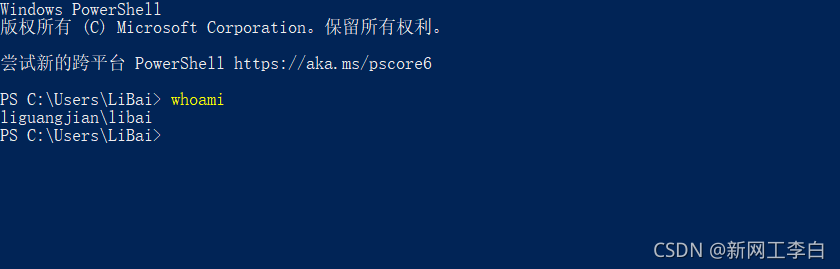 Windows PowerShell
版权所有 (C) Microsoft Corporation。保留所有权利。
尝试新的跨平台 PowerShell https://aka.ms/pscore6
PS C:\Users\LiBai> whoami
liguangjian\libai
PS C:\Users\LiBai>
CSDN @新网工李白